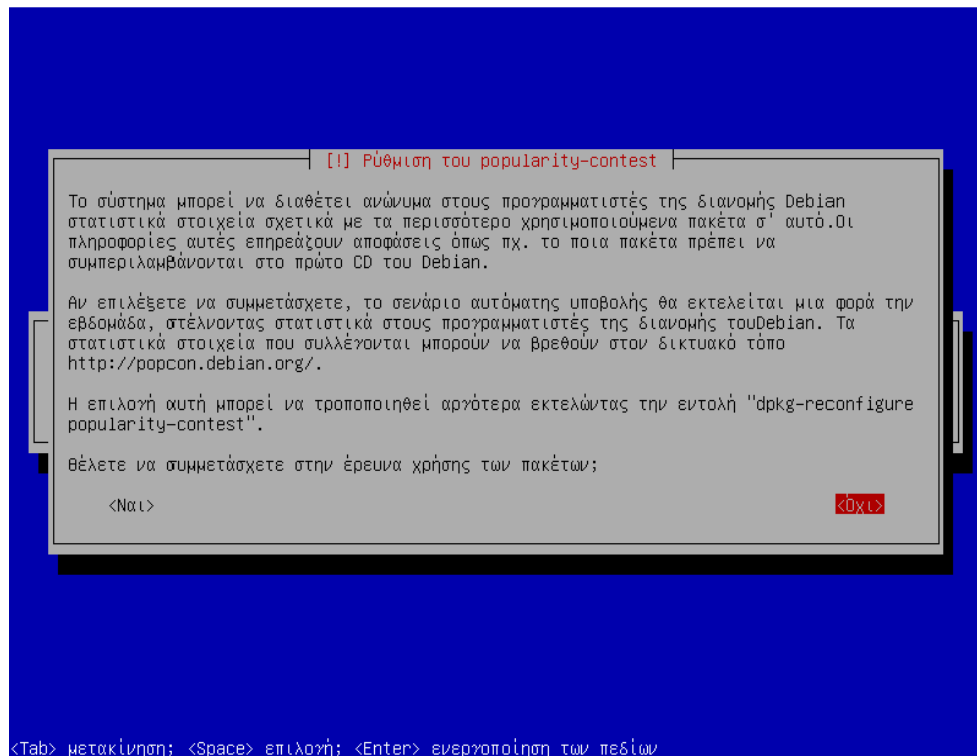 [!] Ρύθμιση του popularity-contest
Το σύστημα μπορεί να διαθέτει ανώνυμα στους προγραμματιστές της διανομής Debian
στατιστικά στοιχεία σχετικά με τα περισσότερο χρησιμοποιούμενα πακέτα σ' αυτό.Οι
πληροφορίες αυτές επηρεάζουν αποφάσεις όπως πχ. το ποια πακέτα πρέπει να
συμπεριλαμβάνονται στο πρώτο CD του Debian.
Αν επιλέξετε να συμμετάσχετε, το σενάριο αυτόματης υποβολής θα εκτελείται μια φορά την
εβδομάδα, στέλνοντας στατιστικά στους προγραμματιστές της διανομής τουDebian. Τα
στατιστικά στοιχεία που συλλέγονται μπορούν να βρεθούν στον δικτυακό τόπο
http://popcon.debian.org/.
Η επιλογή αυτή μπορεί να τροποποιηθεί αργότερα εκτελώντας την εντολή "dpkg-reconfigure
popularity-contest".
Θέλετε να συμμετάσχετε στην έρευνα χρήσης των πακέτων;
<Ναι> <Όχι>
<Tab> μετακίνηση; <Space> επιλογή; <Enter> ενεργοποίηση των πεδίων